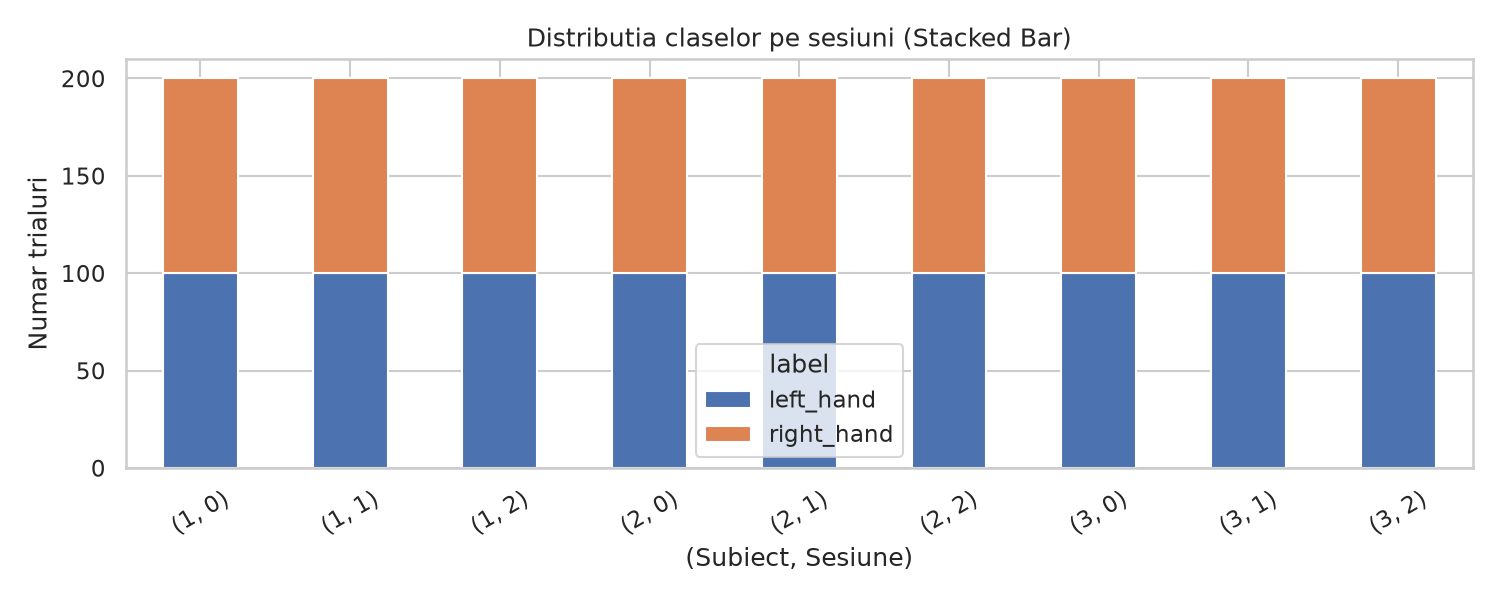 Distributia claselor pe sesiuni (Stacked Bar)
Numar trialuri
200
150
100
50
0
label
left_hand
right_hand
(1, 0)
(1, 1)
(1, 2)
(2, 0)
(2, 1)
(2, 2)
(3, 0)
(3, 1)
(3, 2)
(Subiect, Sesiune)